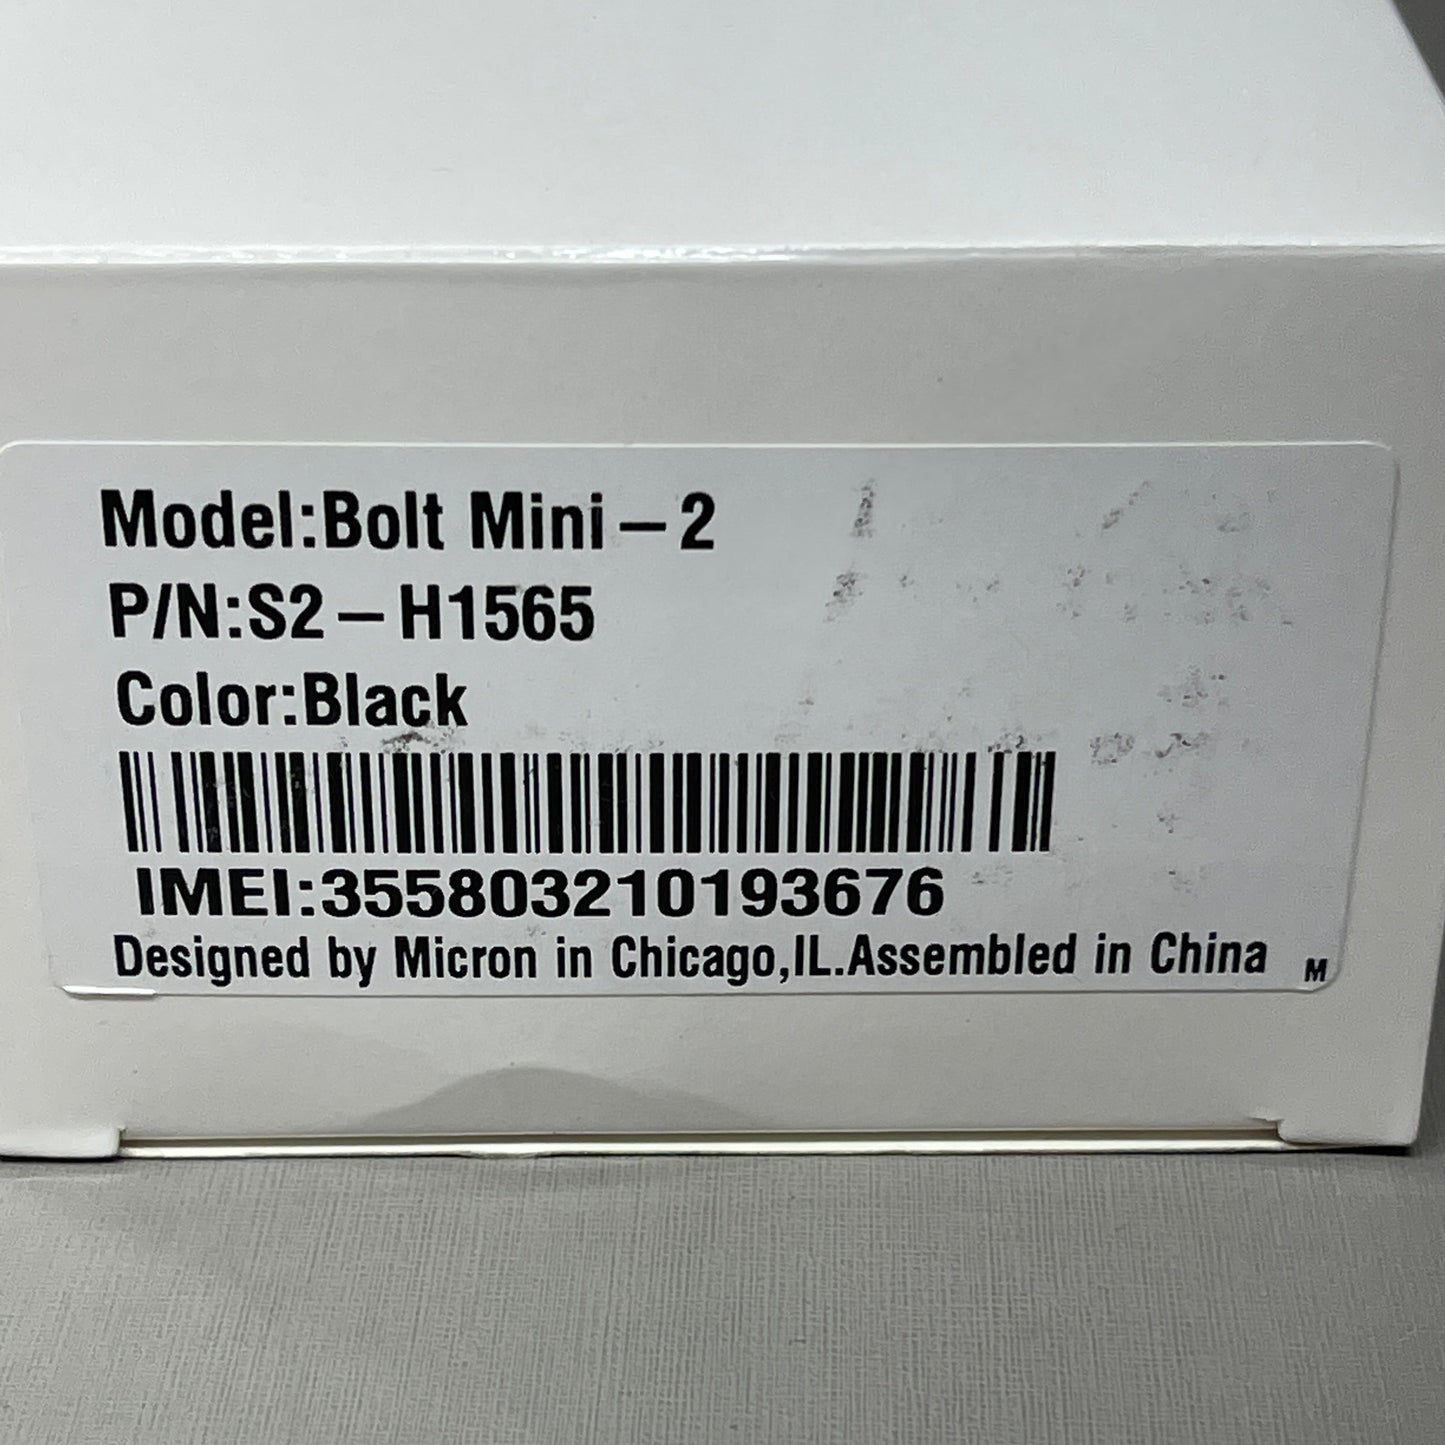 Model:Bolt Mini-2
P/N:S2-H1565
Color:Black
IMEI:355803210193676
Designed by Micron in Chicago,IL.Assembled in China M